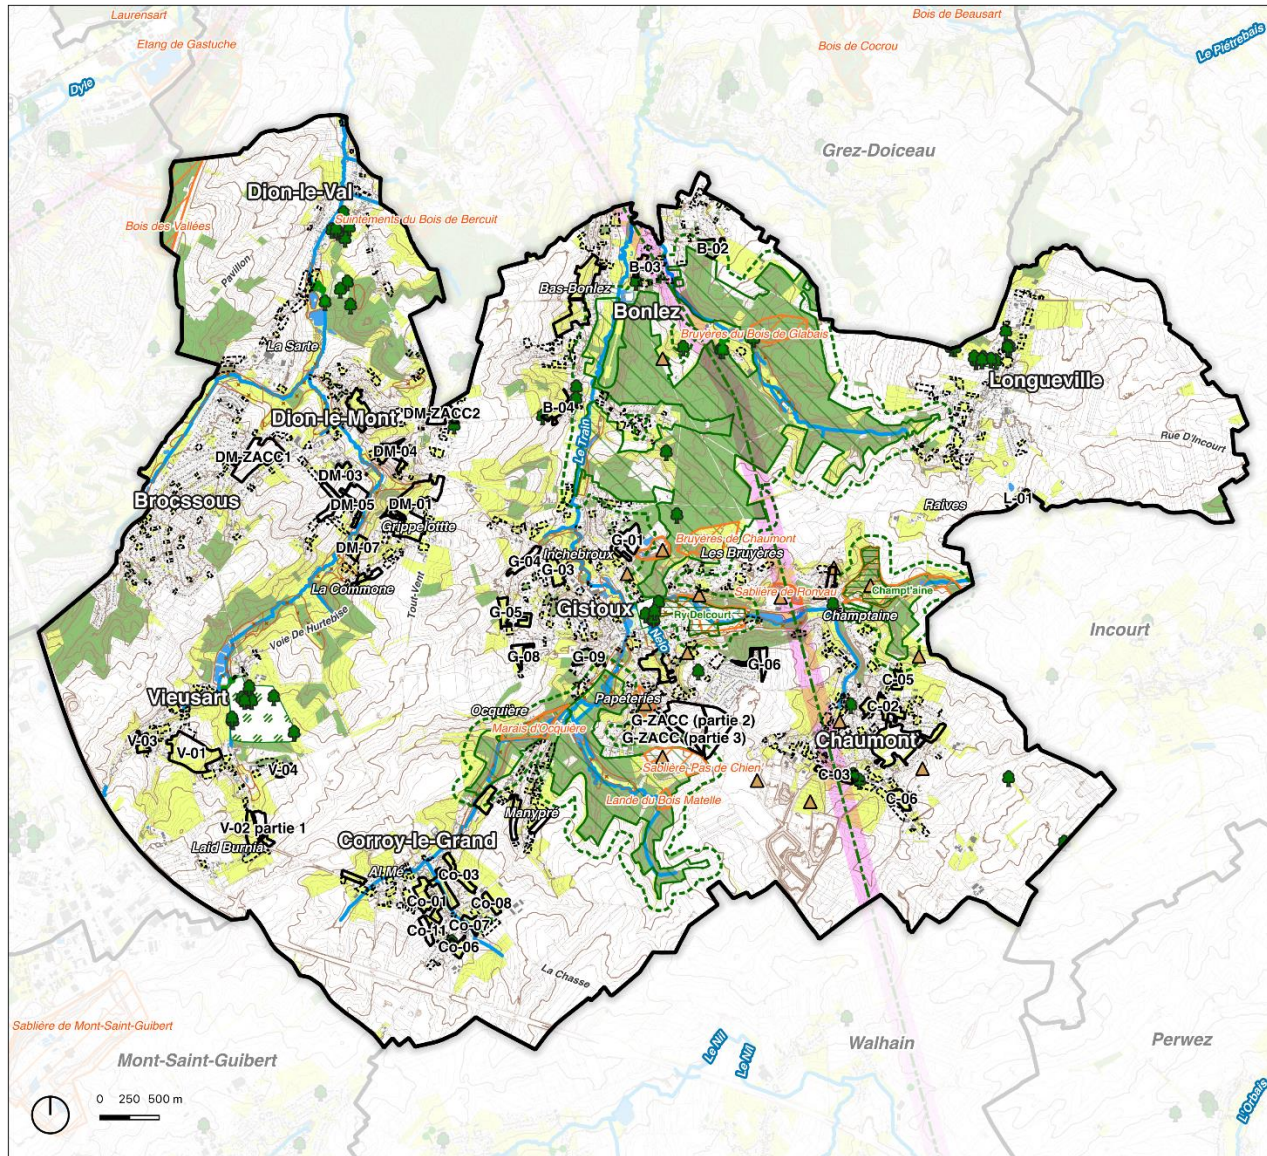 Laurensart
Bois de Beausart
Etang de Gastuche
Bois de Cocrou
Le Piétrebais
Dyle
Grez-Doiceau
Dion-le-Val
Suintements du Bois de Bercuit
Bois des Vallées
B-02
Pavillon
B-03
Bas-Bonlez
Bonlez
Bruyères du Bois de Glabais
La Sarte
Longueville
B-04
Dion-le-Mont
DM-ZACC2
Le Train
Rue D'Incourt
DM-04
DM-ZACC1
DM-03
L-01
Brocssous
DM-05
DM-01
Raives
Grippelottte
Bruyères de Chaumont
G-01
DM-07
Inchebroux
Les Bruyères
G-04
G-03
La Commone
Sablière de Ronvau
Champt'aine
Tout-Vent
Gistoux
G-05
Ry Delcourt
Champtaine
Incourt
Voie De Hurtebise
G-08
G-09
G-06
C-05
Vieusart
Papeteries
C-02
Ocquière
G-ZACC (partie 2)
Marais d'Ocquière
G-ZACC (partie 3)
V-03
V-01
Chaumont
V-04
Sablière Pas de Chien
C-03
Lande du Bois Matelle
C-06
Manypré
V-02 partie 1
Laid Burnia
Corroy-le-Grand
Al Mé
Co-03
Co-01
Co-08
Co-11
Co-07
Co-06
La Chasse
Sablière de Mont-Saint-Guibert
Mont-Saint-Guibert
Le Nil
Le Nil
Walhain
Perwez
L'Orbais
0 250 500 m